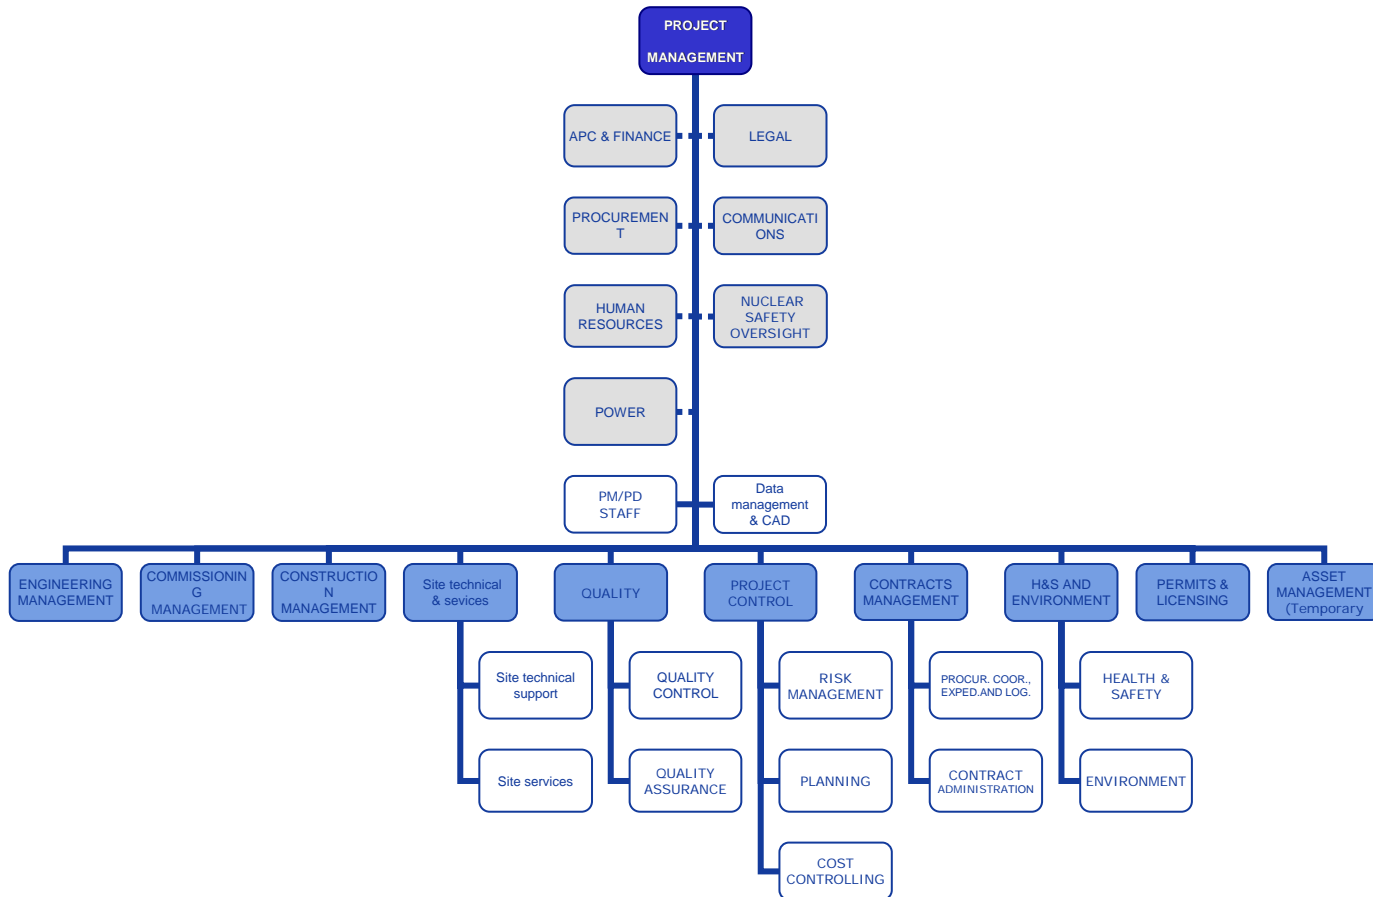 PROJECT
MANAGEMENT
APC & FINANCE
LEGAL
PROCUREMEN
T
COMMUNICATI
ONS
HUMAN
RESOURCES
NUCLEAR
SAFETY
OVERSIGHT
POWER
PM/PD
STAFF
Data
management
& CAD
ENGINEERING
MANAGEMENT
COMMISSIONIN
G
MANAGEMENT
CONSTRUCTIO
N
MANAGEMENT
Site technical
& sevices
QUALITY
PROJECT
CONTROL
CONTRACTS
MANAGEMENT
H&S AND
ENVIRONMENT
PERMITS &
LICENSING
ASSET
MANAGEMENT
(Temporary
Site technical
support
QUALITY
CONTROL
RISK
MANAGEMENT
PROCUR. COOR.,
EXPED.AND LOG.
HEALTH &
SAFETY
Site services
QUALITY
ASSURANCE
PLANNING
CONTRACT
ADMINISTRATION
ENVIRONMENT
COST
CONTROLLING